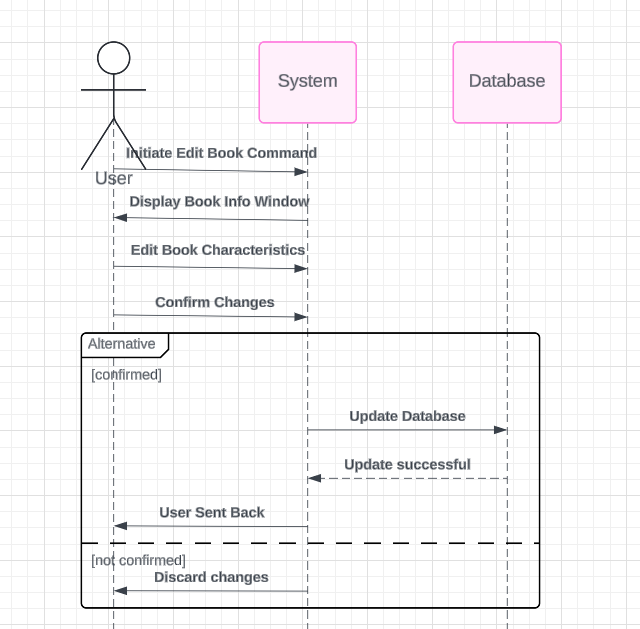 System
Database
Initiate Edit Book Command
User
Display Book Info Window
Edit Book Characteristics
Confirm Changes
Alternative
[confirmed]
Update Database
Update successful
User Sent Back
[not confirmed]
Discard changes